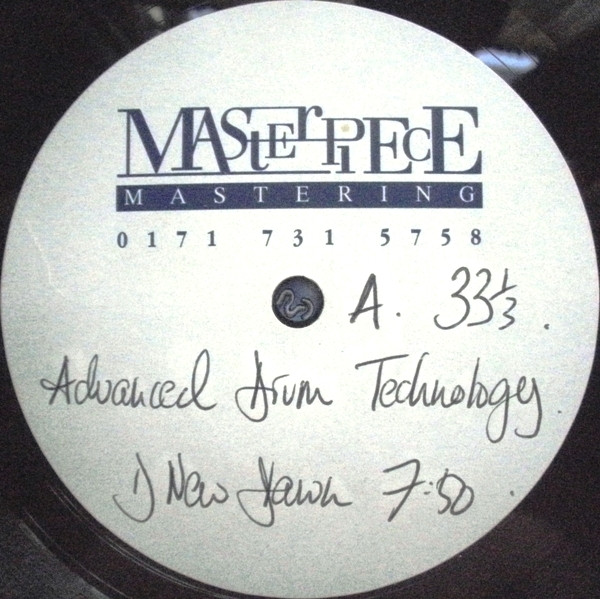 MASTERPIECE
MASTERING
0171 731 5758
A. 33⅓.
Advanced Drum Technology.
1) New Dawn 7:50.